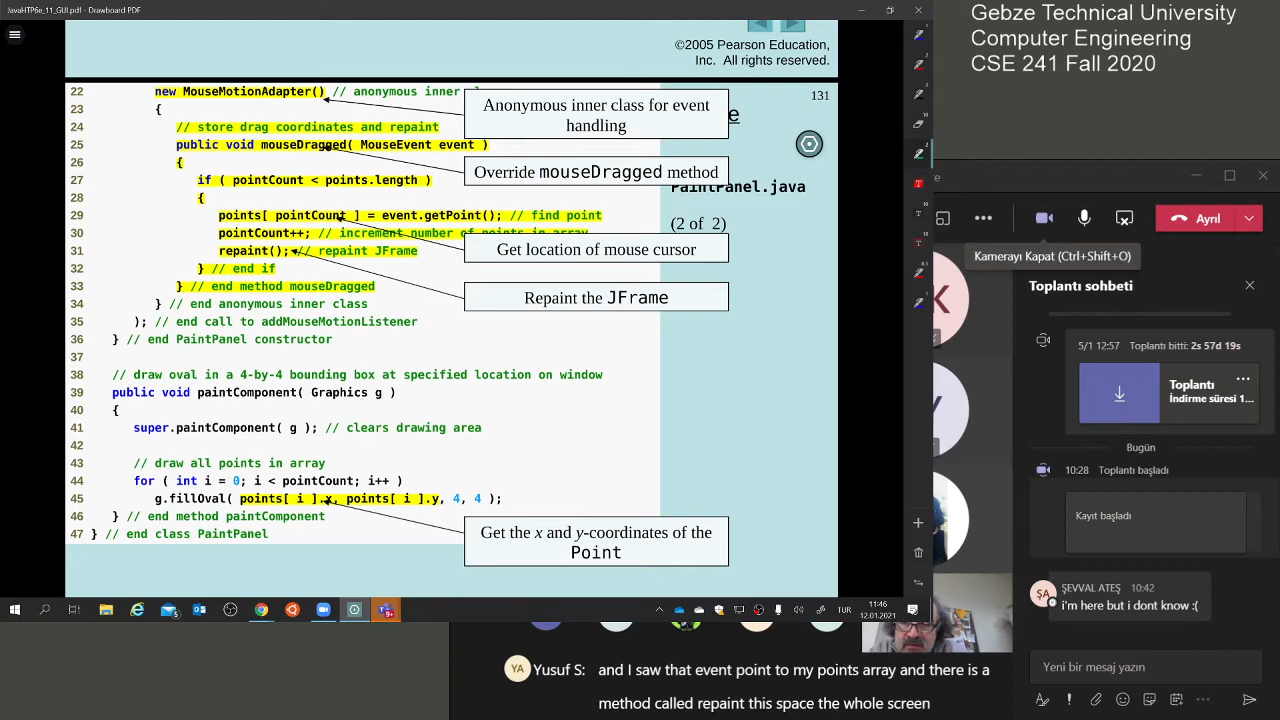 JavaHTP6e_11_GUI.pdf - Drawboard PDF
Gebze Technical University
Computer Engineering
CSE 241 Fall 2020
©2005 Pearson Education,
Inc. All rights reserved.
131
22 new MouseMotionAdapter() // anonymous inner
23 {
24 // store drag coordinates and repaint
25 public void mouseDragged( MouseEvent event )
26 {
27 if ( pointCount < points.length )
28 {
29 points[ pointCount ] = event.getPoint(); // find point
30 pointCount++; // increment number of points in array
31 repaint(); // repaint JFrame
32 } // end if
33 } // end method mouseDragged
34 } // end anonymous inner class
35 ); // end call to addMouseMotionListener
36 } // end PaintPanel constructor
37
38 // draw oval in a 4-by-4 bounding box at specified location on window
39 public void paintComponent( Graphics g )
40 {
41 super.paintComponent( g ); // clears drawing area
42
43 // draw all points in array
44 for ( int i = 0; i < pointCount; i++ )
45 g.fillOval( points[ i ].x, points[ i ].y, 4, 4 );
46 } // end method paintComponent
47 } // end class PaintPanel
Anonymous inner class for event
handling
Override mouseDragged method
Get location of mouse cursor
Repaint the JFrame
Get the x and y-coordinates of the
Point
PaintPanel.java
(2 of 2)
Ayrıl
Kamerayı Kapat (Ctrl+Shift+O)
Toplantı sohbeti
5/1 12:57 Toplantı bitti: 2s 57d 19s
Toplantı
İndirme süresi 1...
Bugün
10:28 Toplantı başladı
Kayıt başladı
ŞEVVAL ATEŞ 10:42
ŞA
i'm here but i dont know :(
Yeni bir mesaj yazın
TUR
11:46
12.01.2021
YA
Yusuf S: and I saw that event point to my points array and there is a
method called repaint this space the whole screen